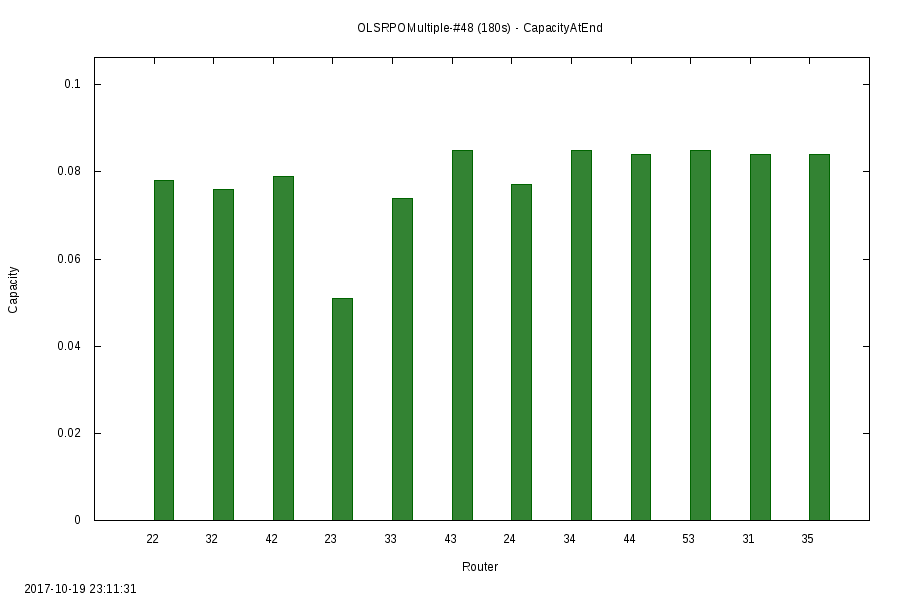 OLSRPOMultiple-#48 (180s) - CapacityAtEnd
0.1
0.08
0.06
0.04
0.02
0
Capacity
22 32 42 23 33 43 24 34 44 53 31 35
Router
2017-10-19 23:11:31